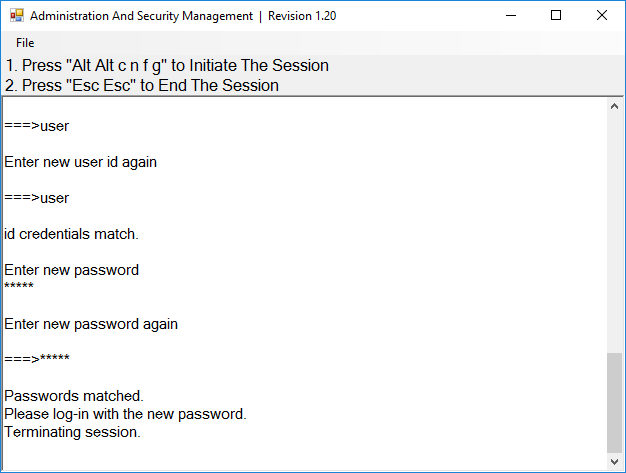 Administration And Security Management | Revision 1.20
File
1. Press "Alt Alt c n f g" to Initiate The Session
2. Press "Esc Esc" to End The Session
===>user
Enter new user id again
===>user
id credentials match.
Enter new password
*****
Enter new password again
===>*****
Passwords matched.
Please log-in with the new password.
Terminating session.